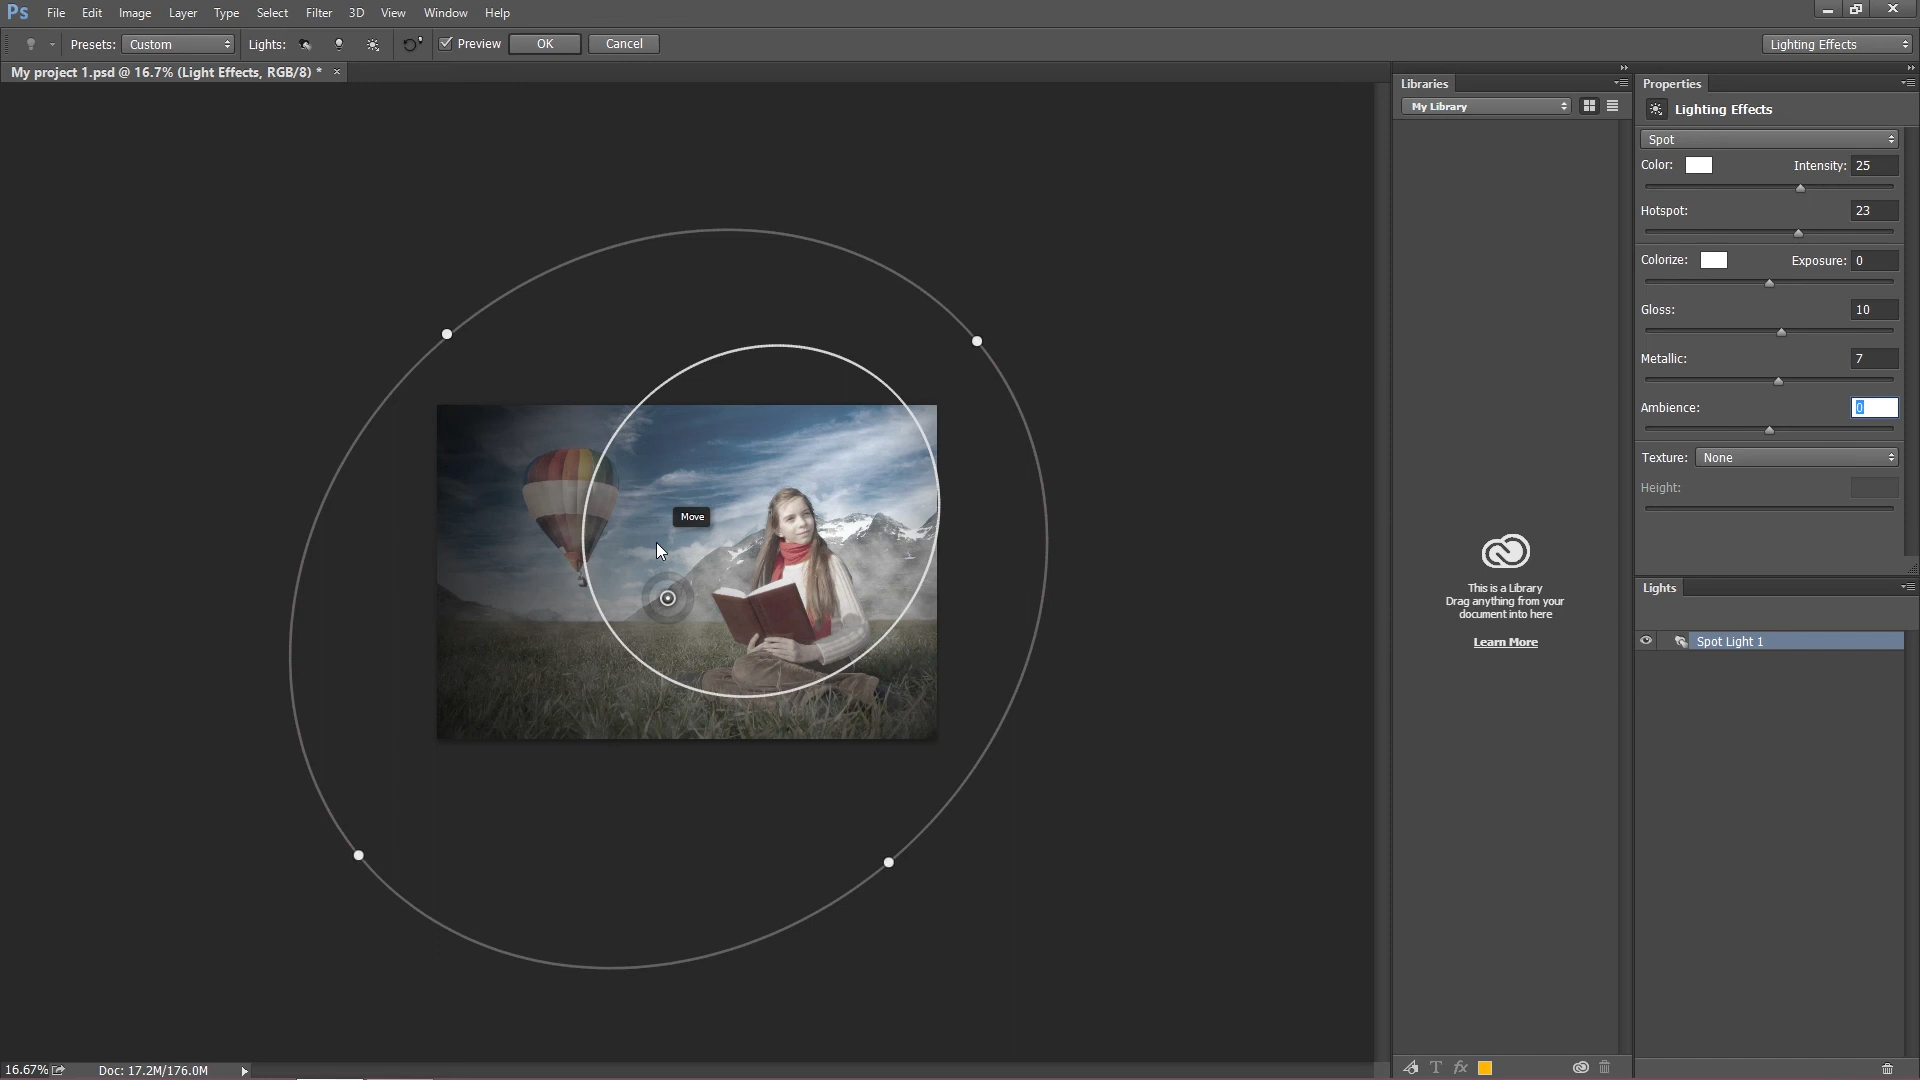 Ps File Edit Image Layer Type Select Filter 3D View Window Help
Presets: Custom Lights: Preview OK Cancel Lighting Effects
My project 1.psd @ 16.7% (Light Effects, RGB/8) * ×
Libraries
My Library
Properties
Lighting Effects
Spot
Color: Intensity: 25
Hotspot: 23
Colorize: Exposure: 0
Gloss: 10
Metallic: 7
Ambience: 0
Texture: None
Height:
Move
This is a Library
Drag anything from your
document into here
Learn More
Lights
Spot Light 1
16.67% Doc: 17.2M/176.0M
T fx